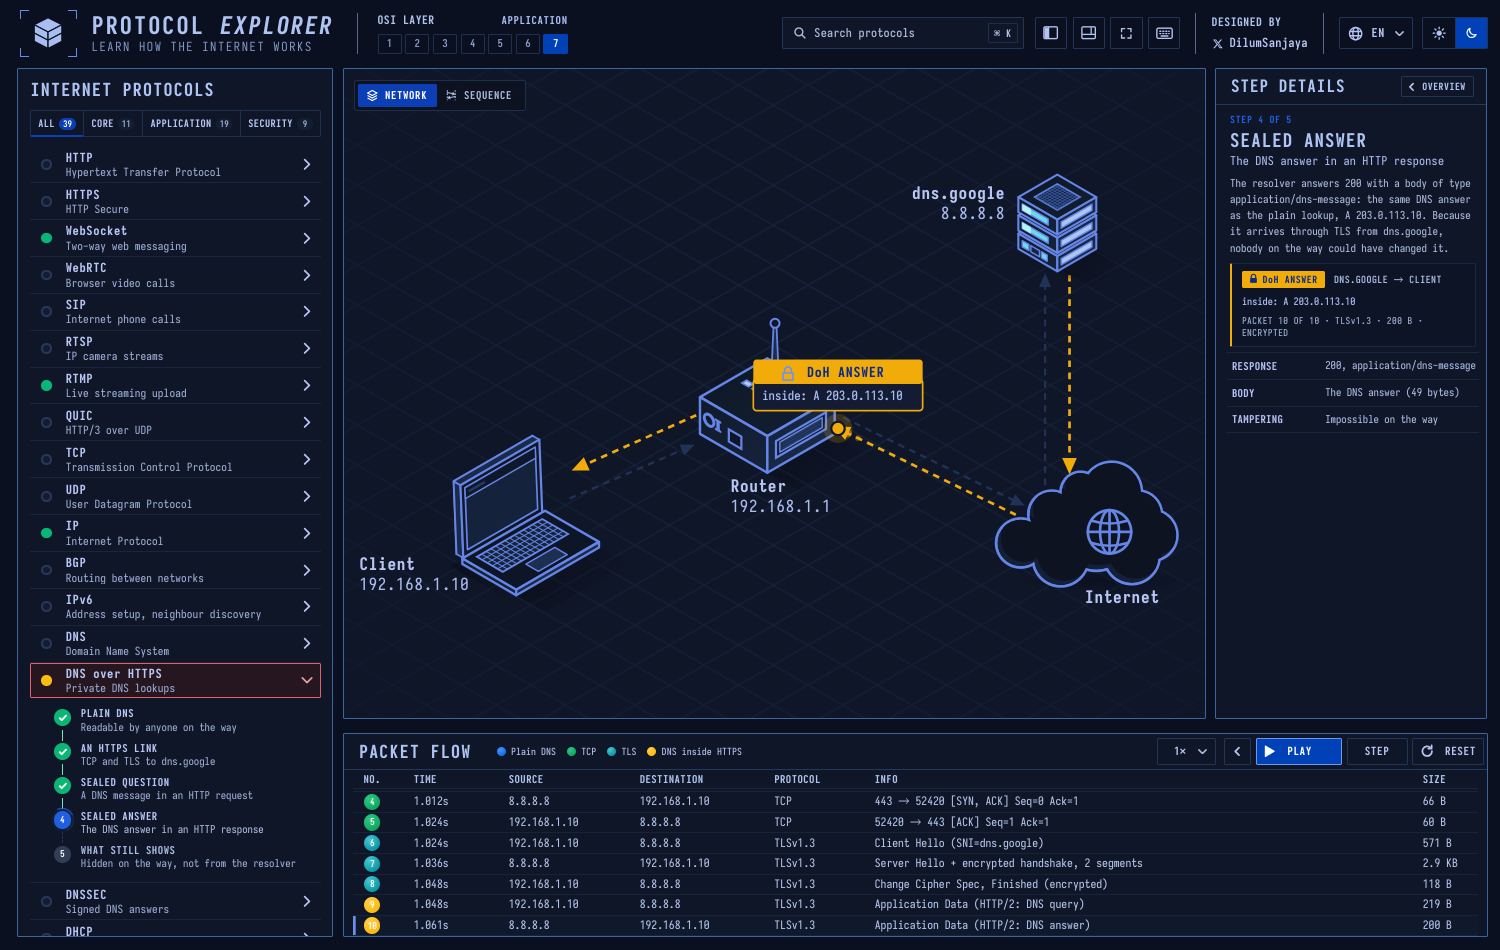 PROTOCOL EXPLORER
LEARN HOW THE INTERNET WORKS
OSI LAYER APPLICATION
1 2 3 4 5 6 7
Search protocols ⌘ K
DESIGNED BY
DilumSanjaya
EN
INTERNET PROTOCOLS
ALL 39 CORE 11 APPLICATION 19 SECURITY 9
HTTP
Hypertext Transfer Protocol
HTTPS
HTTP Secure
WebSocket
Two-way web messaging
WebRTC
Browser video calls
SIP
Internet phone calls
RTSP
IP camera streams
RTMP
Live streaming upload
QUIC
HTTP/3 over UDP
TCP
Transmission Control Protocol
UDP
User Datagram Protocol
IP
Internet Protocol
BGP
Routing between networks
IPv6
Address setup, neighbour discovery
DNS
Domain Name System
DNS over HTTPS
Private DNS lookups
PLAIN DNS
Readable by anyone on the way
AN HTTPS LINK
TCP and TLS to dns.google
SEALED QUESTION
A DNS message in an HTTP request
4 SEALED ANSWER
The DNS answer in an HTTP response
5 WHAT STILL SHOWS
Hidden on the way, not from the resolver
DNSSEC
Signed DNS answers
DHCP
NETWORK SEQUENCE
dns.google
8.8.8.8
DoH ANSWER
inside: A 203.0.113.10
Router
192.168.1.1
Client
192.168.1.10
Internet
STEP DETAILS OVERVIEW
STEP 4 OF 5
SEALED ANSWER
The DNS answer in an HTTP response
The resolver answers 200 with a body of type
application/dns-message: the same DNS answer
as the plain lookup, A 203.0.113.10. Because
it arrives through TLS from dns.google,
nobody on the way could have changed it.
DoH ANSWER DNS.GOOGLE → CLIENT
inside: A 203.0.113.10
PACKET 10 OF 10 · TLSv1.3 · 200 B ·
ENCRYPTED
RESPONSE 200, application/dns-message
BODY The DNS answer (49 bytes)
TAMPERING Impossible on the way
PACKET FLOW Plain DNS TCP TLS DNS inside HTTPS
1× PLAY STEP RESET
NO. TIME SOURCE DESTINATION PROTOCOL INFO SIZE
4 1.012s 8.8.8.8 192.168.1.10 TCP 443 → 52420 [SYN, ACK] Seq=0 Ack=1 66 B
5 1.024s 192.168.1.10 8.8.8.8 TCP 52420 → 443 [ACK] Seq=1 Ack=1 60 B
6 1.024s 192.168.1.10 8.8.8.8 TLSv1.3 Client Hello (SNI=dns.google) 571 B
7 1.036s 8.8.8.8 192.168.1.10 TLSv1.3 Server Hello + encrypted handshake, 2 segments 2.9 KB
8 1.048s 192.168.1.10 8.8.8.8 TLSv1.3 Change Cipher Spec, Finished (encrypted) 118 B
9 1.048s 192.168.1.10 8.8.8.8 TLSv1.3 Application Data (HTTP/2: DNS query) 219 B
10 1.061s 8.8.8.8 192.168.1.10 TLSv1.3 Application Data (HTTP/2: DNS answer) 200 B